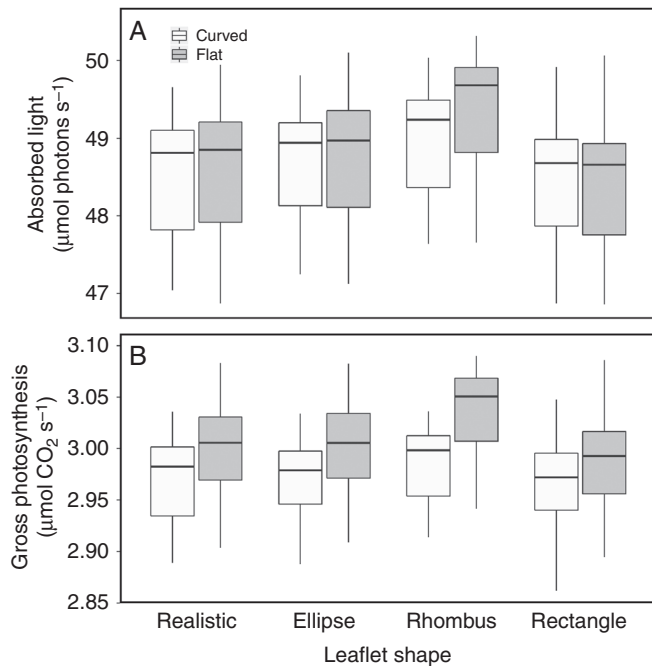 A
Curved
Flat
Absorbed light
(μmol photons s⁻¹)
50
49
48
47
B
Gross photosynthesis
(μmol CO₂ s⁻¹)
3.10
3.05
3.00
2.95
2.90
2.85
Realistic Ellipse Rhombus Rectangle
Leaflet shape